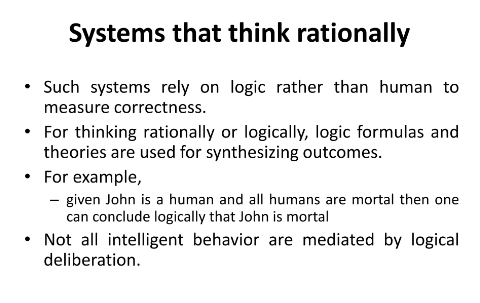 Systems that think rationally
• Such systems rely on logic rather than human to
measure correctness.
• For thinking rationally or logically, logic formulas and
theories are used for synthesizing outcomes.
• For example,
– given John is a human and all humans are mortal then one
can conclude logically that John is mortal
• Not all intelligent behavior are mediated by logical
deliberation.